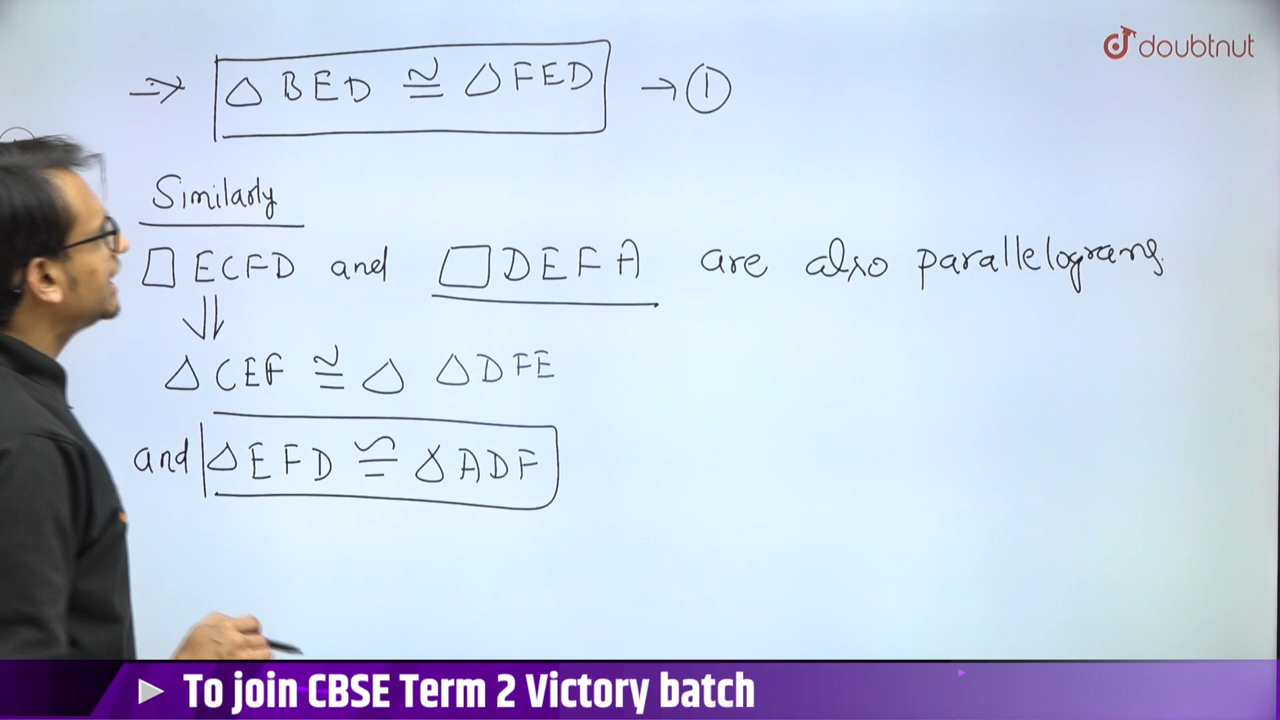 doubtnut
⇒ △BED ≅ △FED → ①
Similarly
□ECFD and □DEFA are also parallelograms.
⇓
△CEF ≅ △ △DFE
and △EFD ≅ △ADF
To join CBSE Term 2 Victory batch